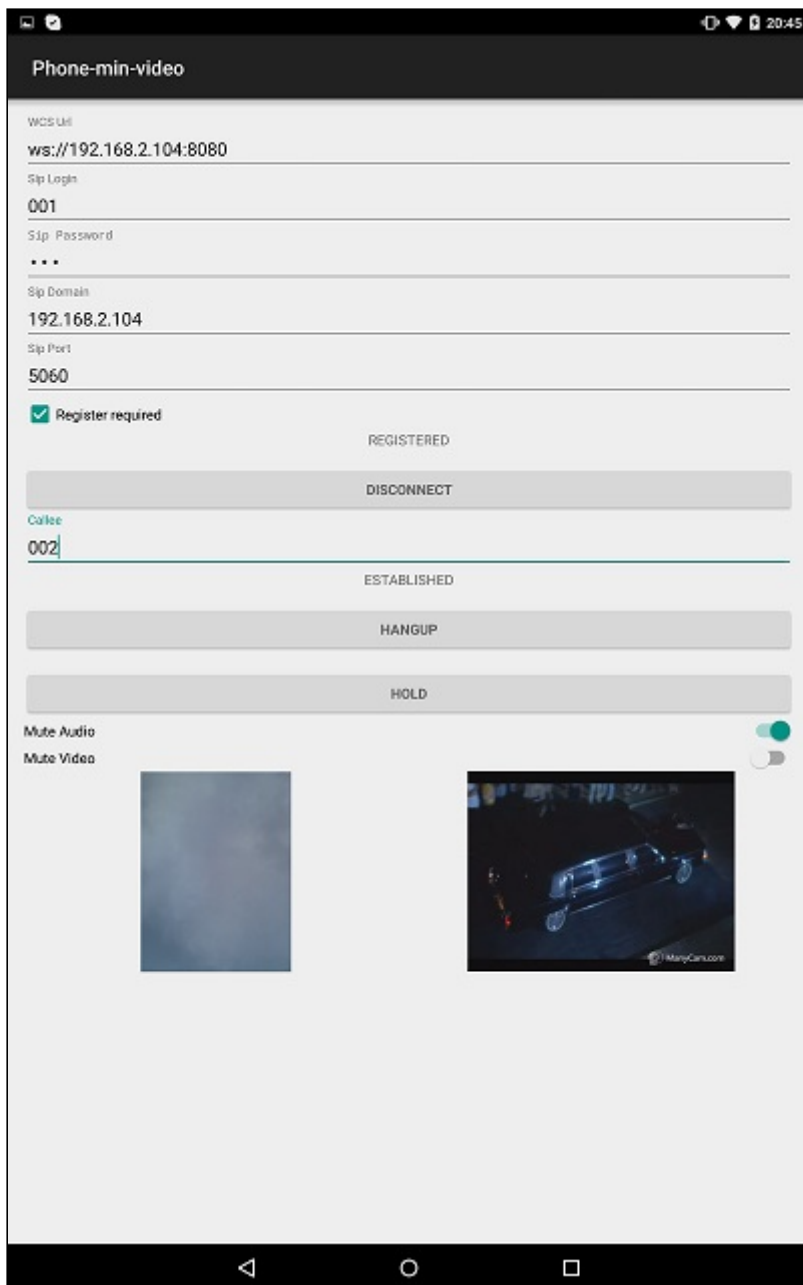 20:45
Phone-min-video
WCS Url
ws://192.168.2.104:8080
Sip Login
001
Sip Password
•••
Sip Domain
192.168.2.104
Sip Port
5060
Register required
REGISTERED
DISCONNECT
Callee
002
ESTABLISHED
HANGUP
HOLD
Mute Audio
Mute Video
ManyCam.com